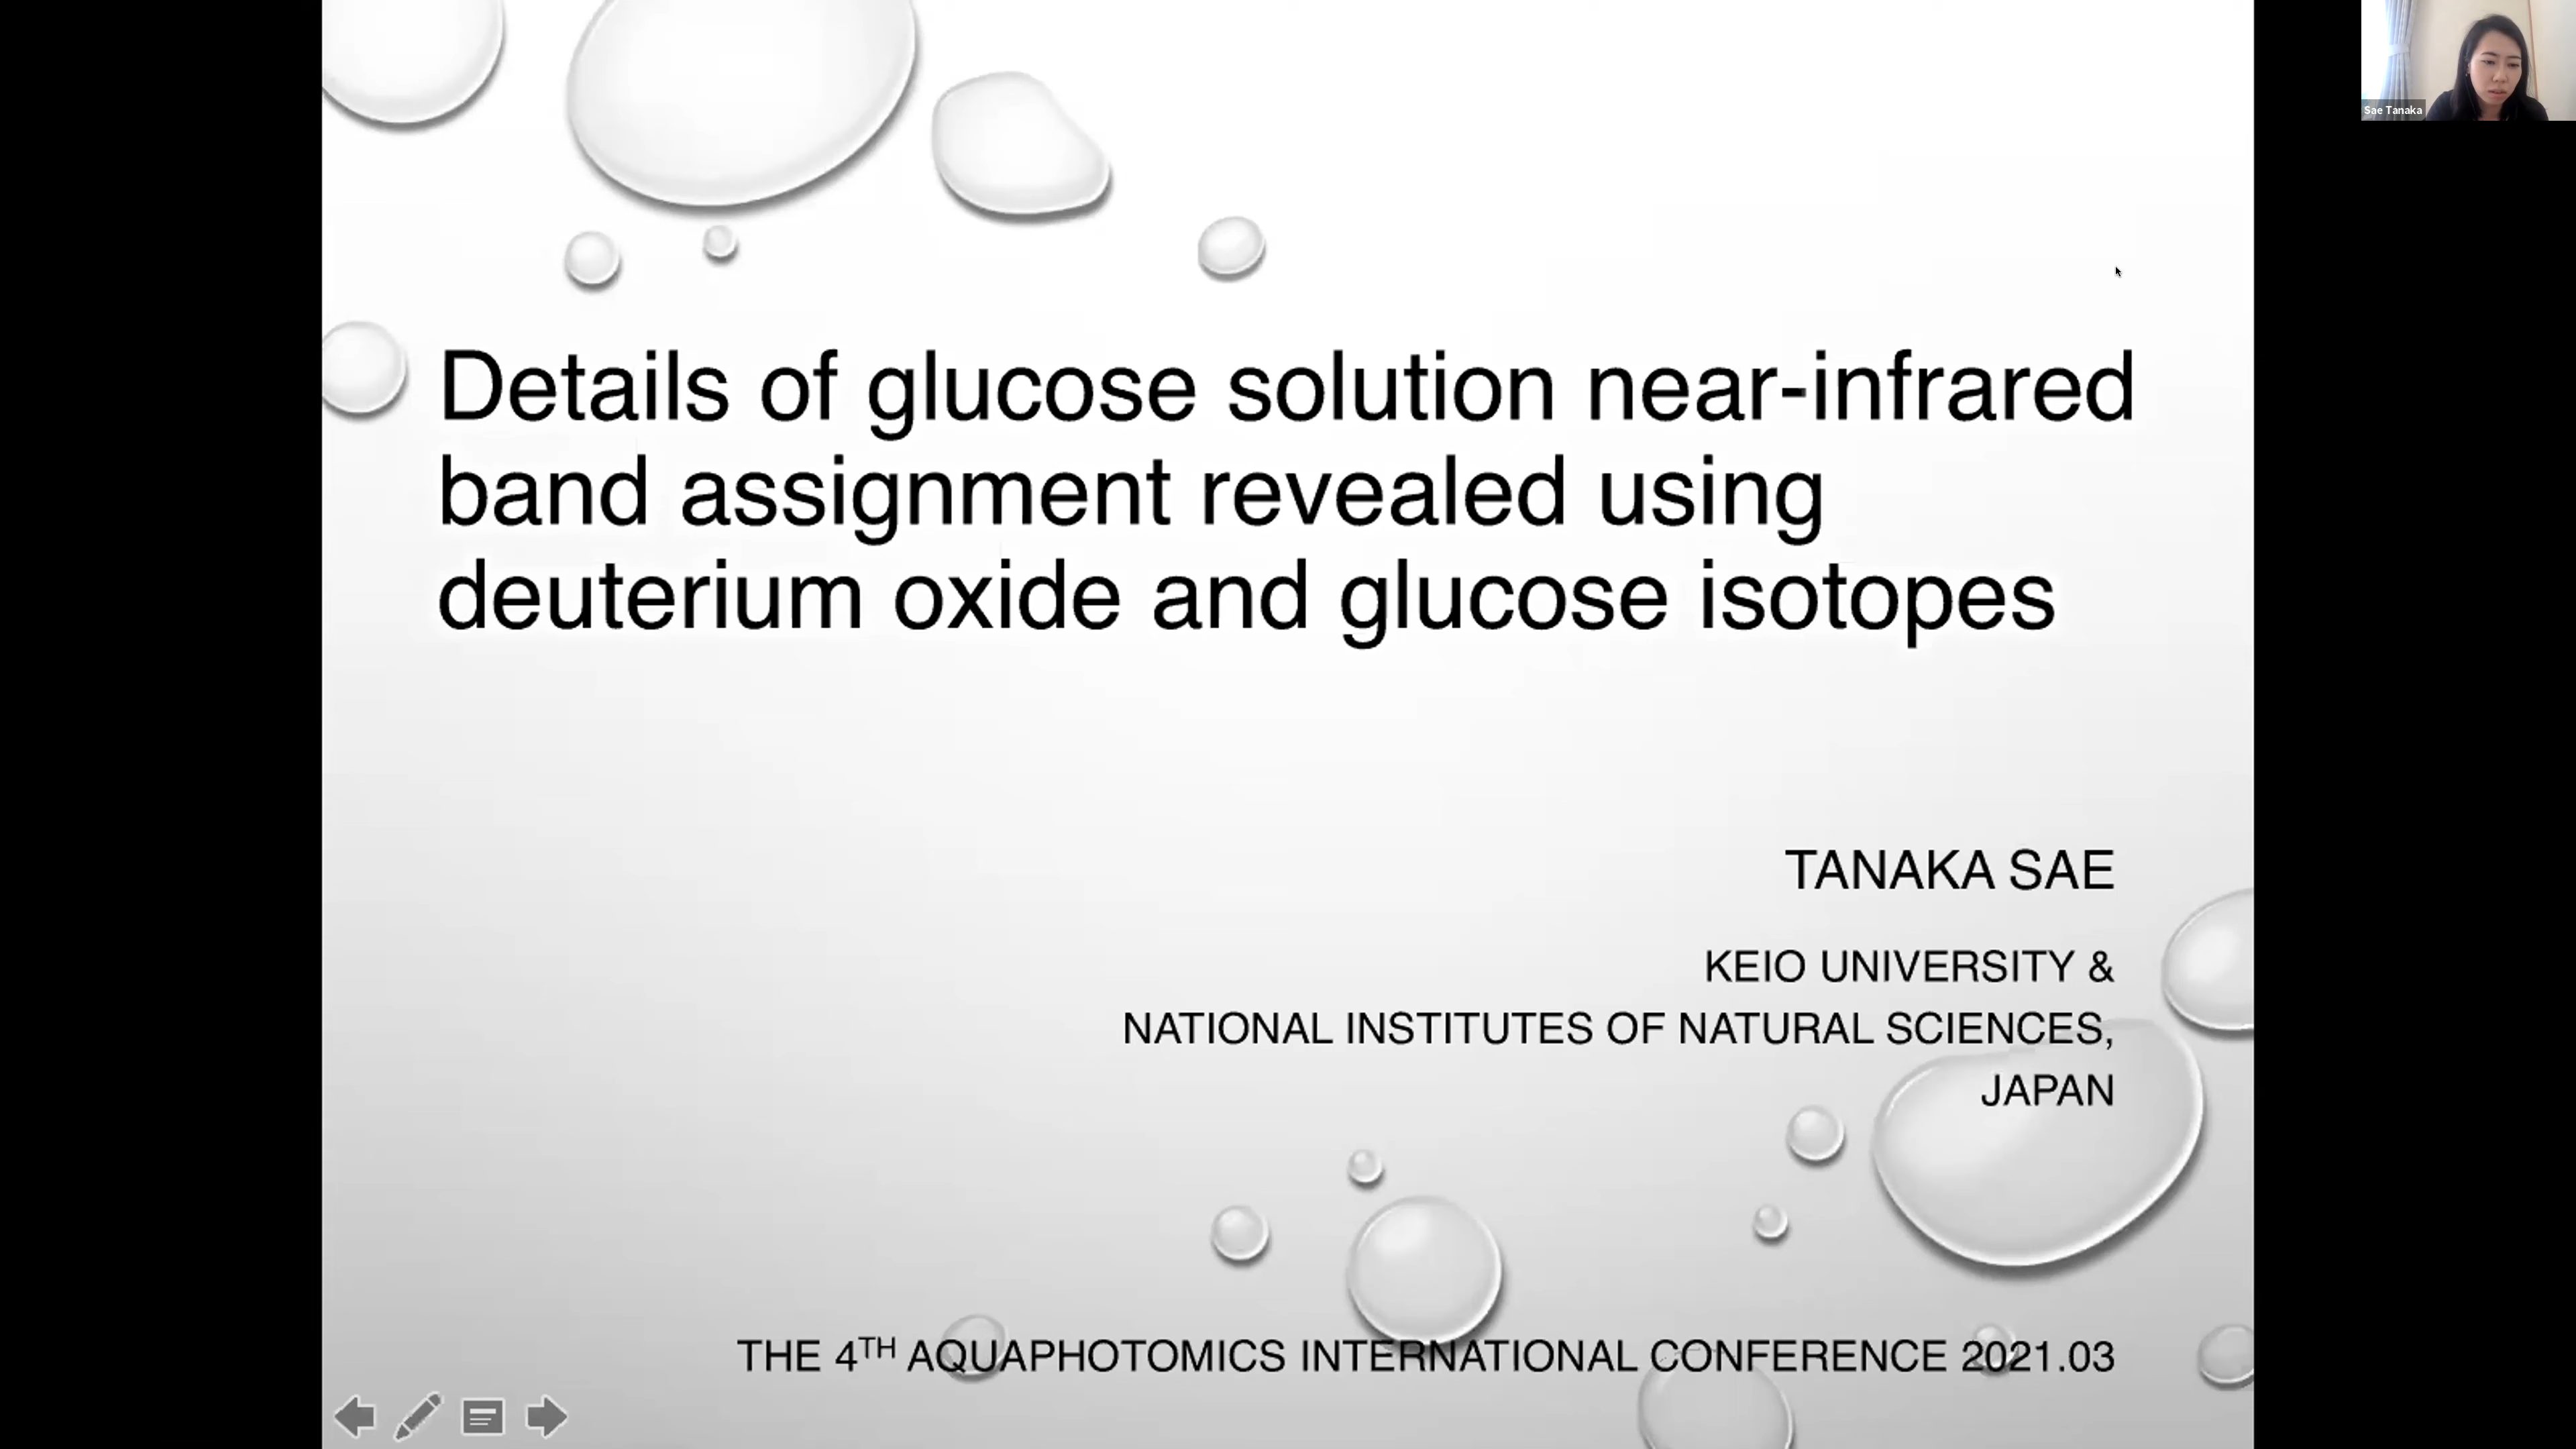 Sae Tanaka
Details of glucose solution near-infrared
band assignment revealed using
deuterium oxide and glucose isotopes
TANAKA SAE
KEIO UNIVERSITY &
NATIONAL INSTITUTES OF NATURAL SCIENCES,
JAPAN
THE 4TH AQUAPHOTOMICS INTERNATIONAL CONFERENCE 2021.03